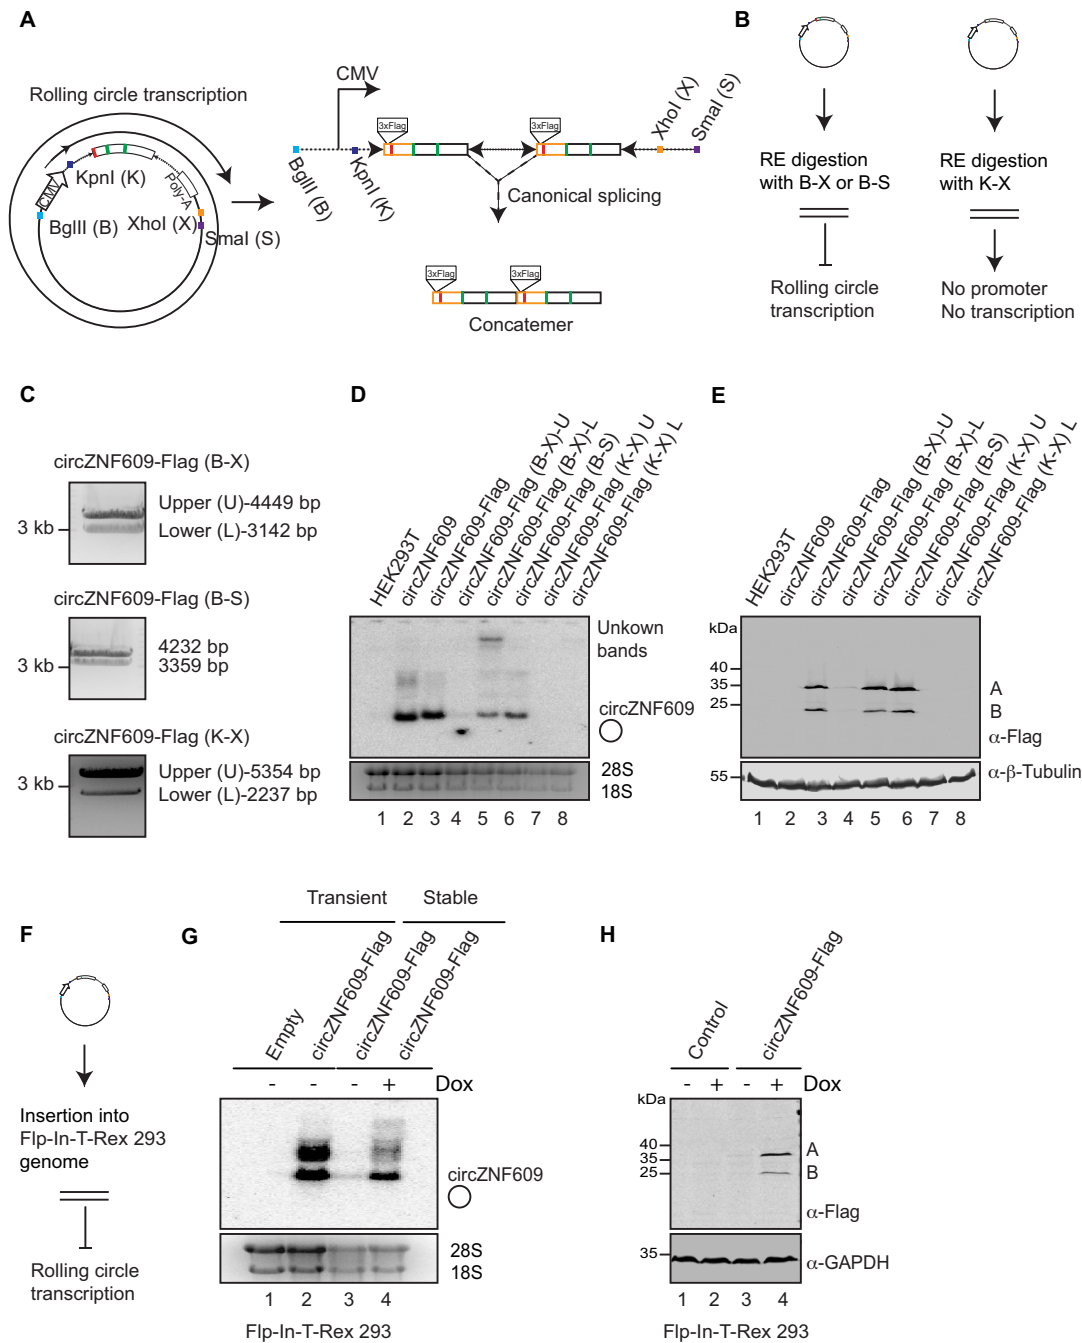 A
Rolling circle transcription
CMV
KpnI (K)
Poly-A
BglII (B)
XhoI (X)
SmaI (S)
CMV
3xFlag
3xFlag
BglII (B)
KpnI (K)
XhoI (X)
SmaI (S)
Canonical splicing
3xFlag
3xFlag
Concatemer
B
RE digestion
with B-X or B-S
Rolling circle
transcription
RE digestion
with K-X
No promoter
No transcription
C
circZNF609-Flag (B-X)
3 kb
Upper (U)-4449 bp
Lower (L)-3142 bp
circZNF609-Flag (B-S)
3 kb
4232 bp
3359 bp
circZNF609-Flag (K-X)
3 kb
Upper (U)-5354 bp
Lower (L)-2237 bp
D
HEK293T
circZNF609
circZNF609-Flag
circZNF609-Flag (B-X)-U
circZNF609-Flag (B-X)-L
circZNF609-Flag (B-S)
circZNF609-Flag (K-X) U
circZNF609-Flag (K-X) L
Unkown
bands
circZNF609
28S
18S
1 2 3 4 5 6 7 8
E
HEK293T
circZNF609
circZNF609-Flag
circZNF609-Flag (B-X)-U
circZNF609-Flag (B-X)-L
circZNF609-Flag (B-S)
circZNF609-Flag (K-X) U
circZNF609-Flag (K-X) L
kDa
40
35
25
A
B
α-Flag
55
α-β-Tubulin
1 2 3 4 5 6 7 8
F
Insertion into
Flp-In-T-Rex 293
genome
Rolling circle
transcription
G
Transient
Stable
Empty
circZNF609-Flag
circZNF609-Flag
circZNF609-Flag
- - - + Dox
circZNF609
28S
18S
1 2 3 4
Flp-In-T-Rex 293
H
Control
circZNF609-Flag
- + - + Dox
kDa
40
35
25
A
B
α-Flag
35
α-GAPDH
1 2 3 4
Flp-In-T-Rex 293